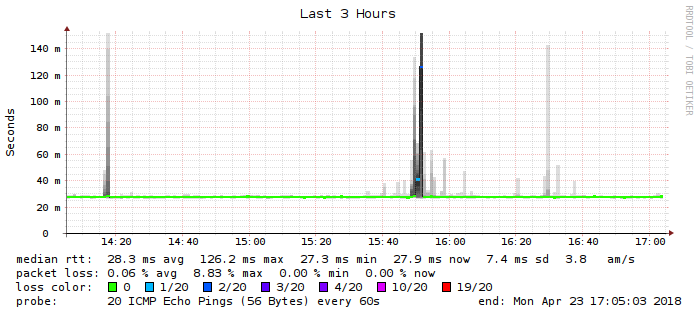 Last 3 Hours
RRDTOOL / TOBI OETIKER
Seconds
140 m
120 m
100 m
80 m
60 m
40 m
20 m
0
14:20 14:40 15:00 15:20 15:40 16:00 16:20 16:40 17:00
median rtt: 28.3 ms avg 126.2 ms max 27.3 ms min 27.9 ms now 7.4 ms sd 3.8 am/s
packet loss: 0.06 % avg 8.83 % max 0.00 % min 0.00 % now
loss color: 0 1/20 2/20 3/20 4/20 10/20 19/20
probe: 20 ICMP Echo Pings (56 Bytes) every 60s end: Mon Apr 23 17:05:03 2018